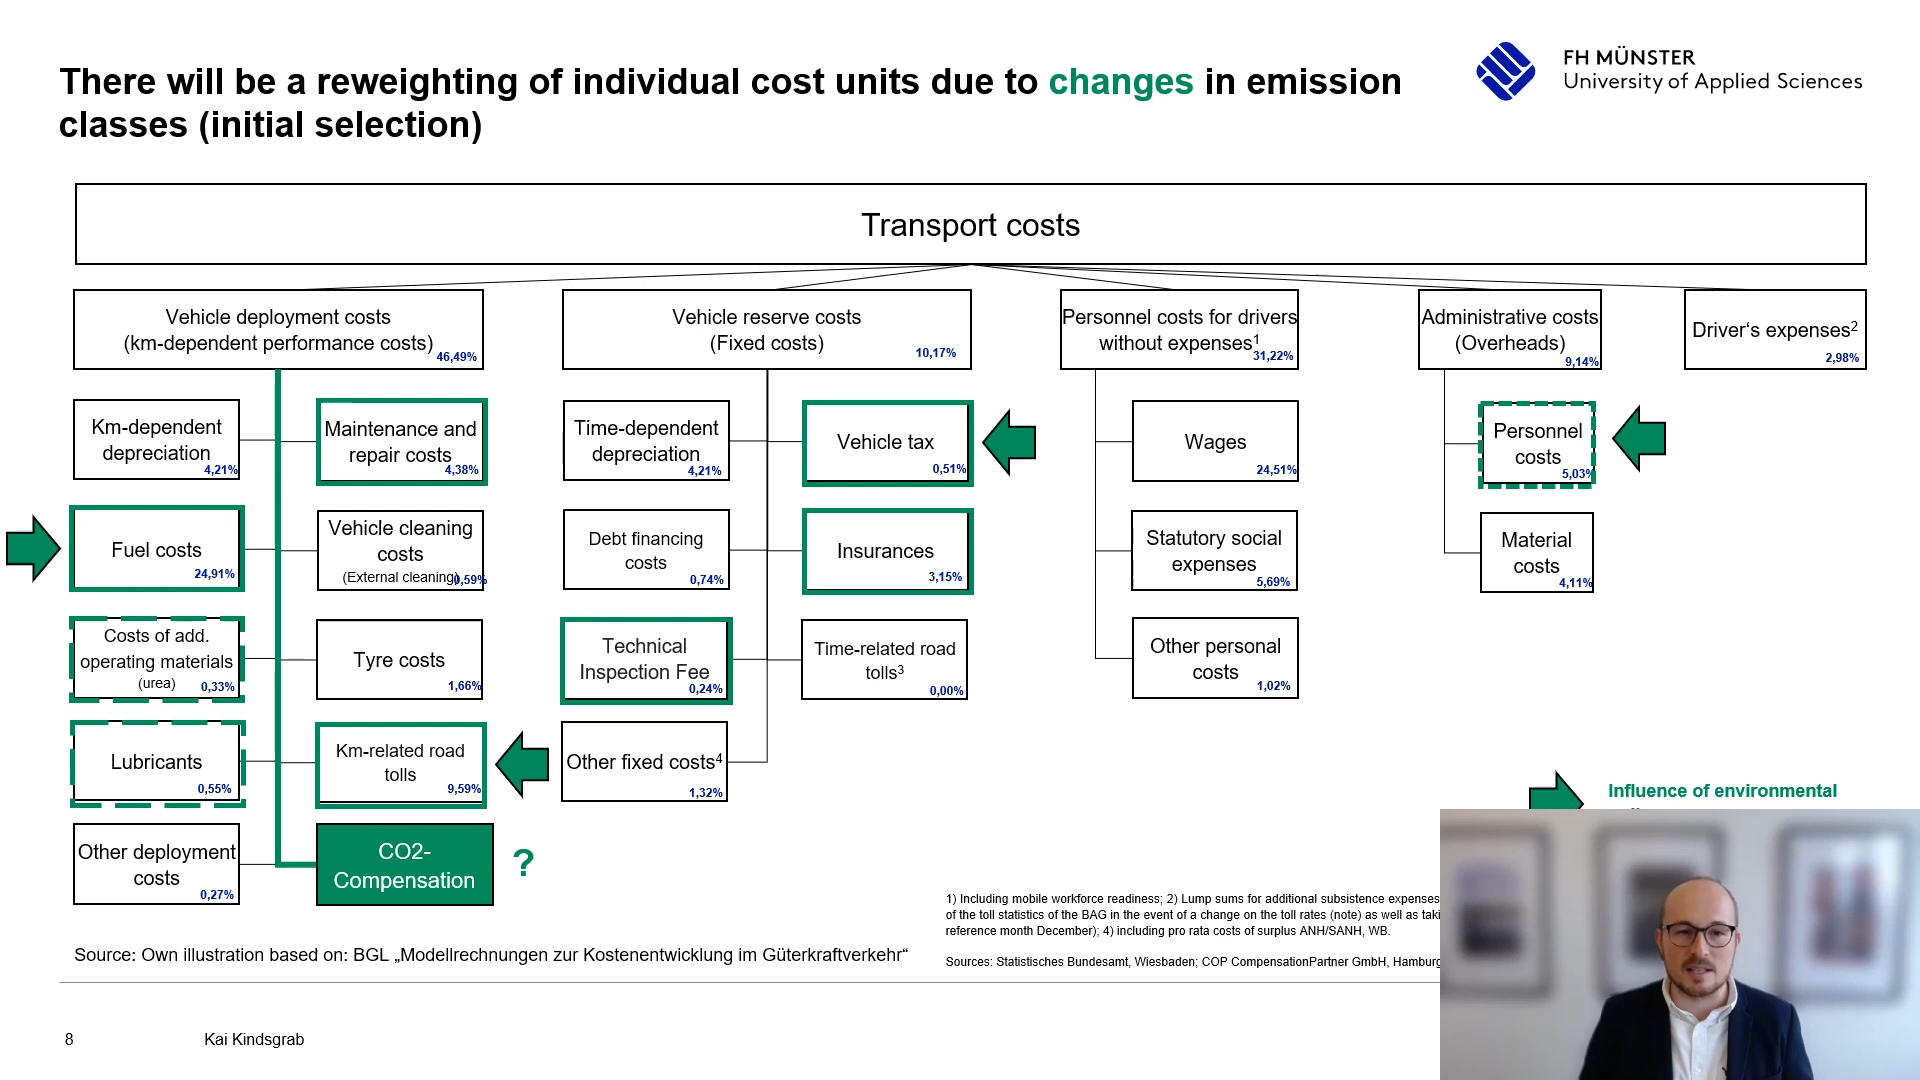 There will be a reweighting of individual cost units due to changes in emission
classes (initial selection)
FH MÜNSTER
University of Applied Sciences
Transport costs
Vehicle deployment costs
(km-dependent performance costs)
46,49%
Vehicle reserve costs
(Fixed costs)
10,17%
Personnel costs for drivers
without expenses1
31,22%
Administrative costs
(Overheads)
9,14%
Driver‘s expenses2
2,98%
Km-dependent
depreciation
4,21%
Maintenance and
repair costs
4,38%
Time-dependent
depreciation
4,21%
Vehicle tax
0,51%
Wages
24,51%
Personnel
costs
5,03%
Fuel costs
24,91%
Vehicle cleaning
costs
(External cleaning)
0,59%
Debt financing
costs
0,74%
Insurances
3,15%
Statutory social
expenses
5,69%
Material
costs
4,11%
Costs of add.
operating materials
(urea)
0,33%
Tyre costs
1,66%
Technical
Inspection Fee
0,24%
Time-related road
tolls3
0,00%
Other personal
costs
1,02%
Lubricants
0,55%
Km-related road
tolls
9,59%
Other fixed costs4
1,32%
Influence of environmental
Other deployment
costs
0,27%
CO2-
Compensation
?
1) Including mobile workforce readiness; 2) Lump sums for additional subsistence expenses
of the toll statistics of the BAG in the event of a change on the toll rates (note) as well as taki
reference month December); 4) including pro rata costs of surplus ANH/SANH, WB.
Source: Own illustration based on: BGL „Modellrechnungen zur Kostenentwicklung im Güterkraftverkehr“
Sources: Statistisches Bundesamt, Wiesbaden; COP CompensationPartner GmbH, Hamburg
8
Kai Kindsgrab